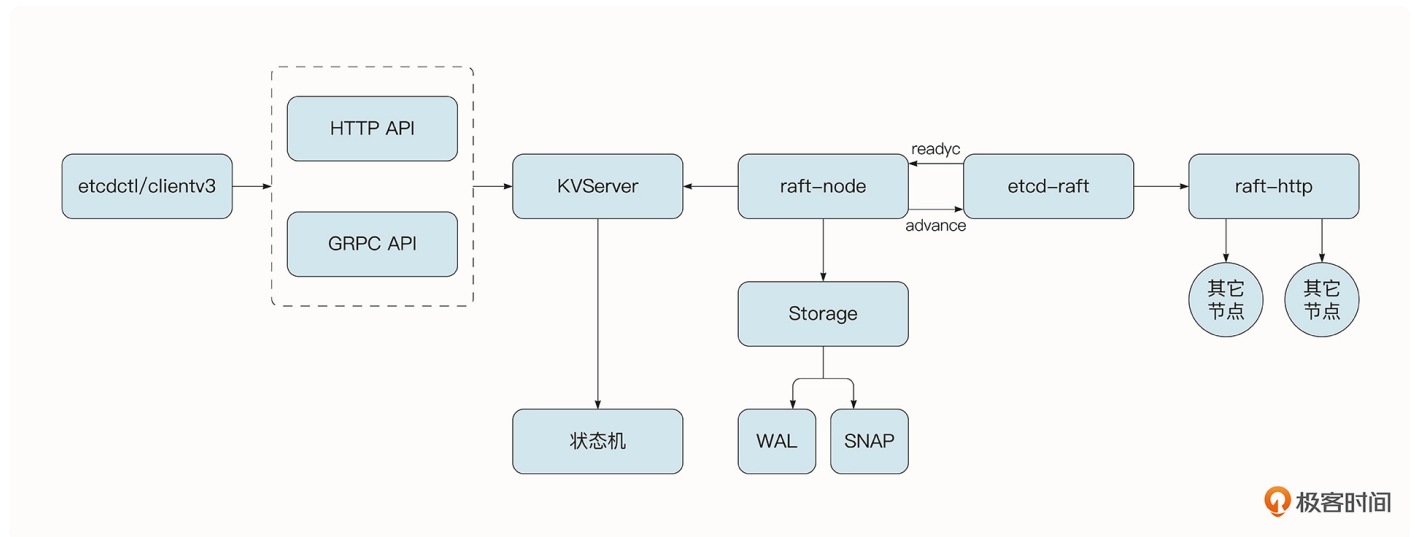 HTTP API
etcdctl/clientv3
GRPC API
KVServer
raft-node
readyc
advance
etcd-raft
raft-http
其它
节点
其它
节点
Storage
状态机
WAL
SNAP
极客时间